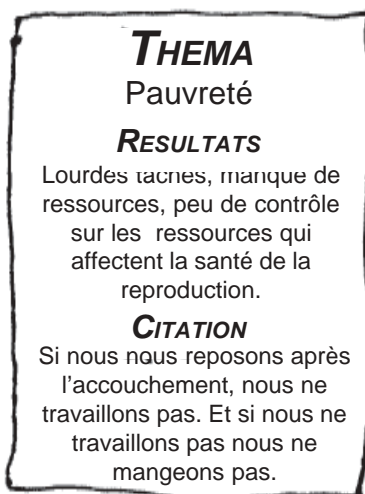 THEMA
Pauvreté
RESULTATS
Lourdes tâches, manque de
ressources, peu de contrôle
sur les ressources qui
affectent la santé de la
reproduction.
CITATION
Si nous nous reposons après
l'accouchement, nous ne
travaillons pas. Et si nous ne
travaillons pas nous ne
mangeons pas.